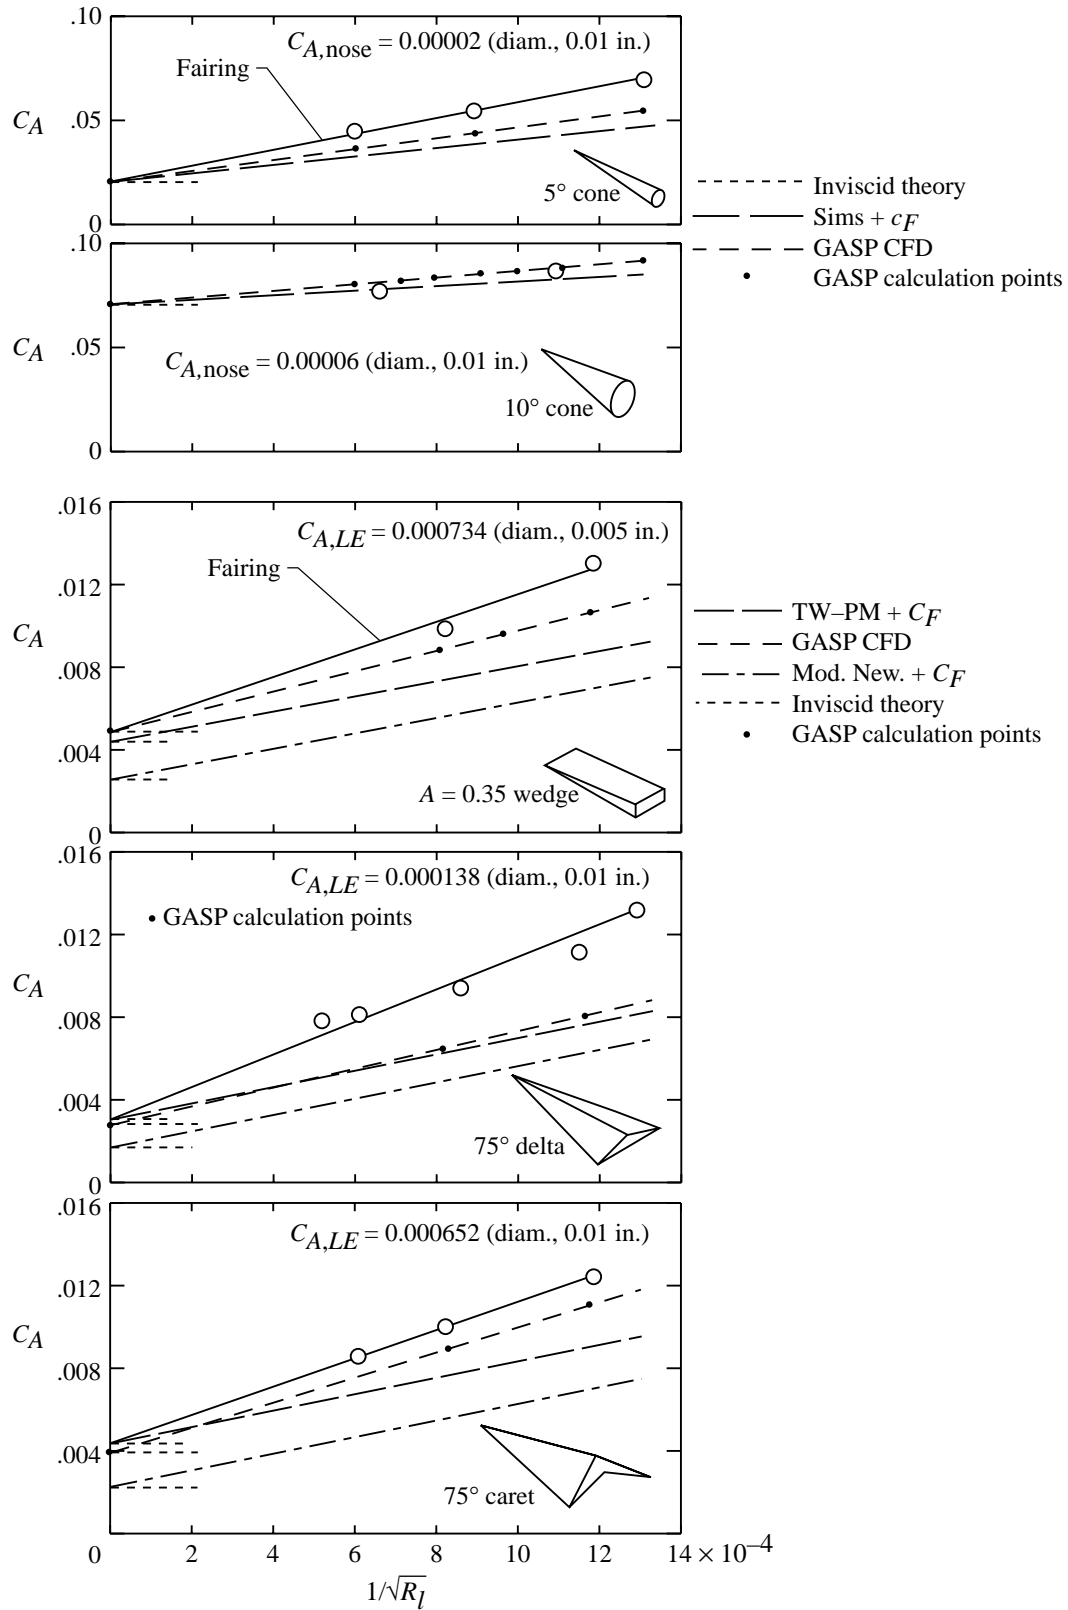 .10
C_A,nose = 0.00002 (diam., 0.01 in.)
Fairing
C_A
.05
5° cone
0
Inviscid theory
Sims + c_F
GASP CFD
GASP calculation points
.10
C_A
.05
C_A,nose = 0.00006 (diam., 0.01 in.)
10° cone
0
.016
C_A,LE = 0.000734 (diam., 0.005 in.)
Fairing
.012
C_A
.008
.004
A = 0.35 wedge
0
TW–PM + C_F
GASP CFD
Mod. New. + C_F
Inviscid theory
GASP calculation points
.016
C_A,LE = 0.000138 (diam., 0.01 in.)
GASP calculation points
.012
C_A
.008
.004
75° delta
0
.016
C_A,LE = 0.000652 (diam., 0.01 in.)
.012
C_A
.008
.004
75° caret
0 2 4 6 8 10 12 14 × 10⁻⁴
1/√R_l